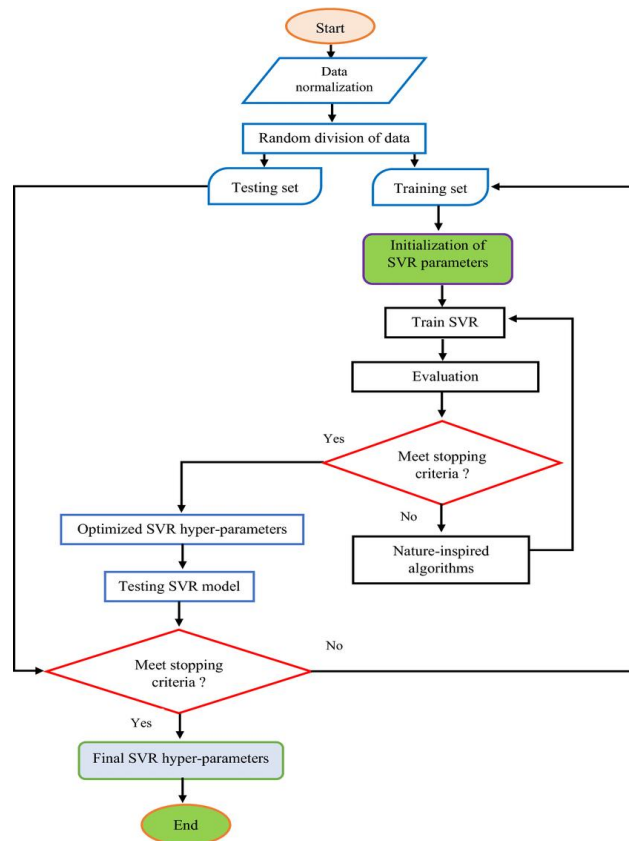 Start
Data
normalization
Random division of data
Testing set
Training set
Initialization of
SVR parameters
Train SVR
Evaluation
Yes
Meet stopping
criteria ?
No
Optimized SVR hyper-parameters
Nature-inspired
algorithms
Testing SVR model
No
Meet stopping
criteria ?
Yes
Final SVR hyper-parameters
End